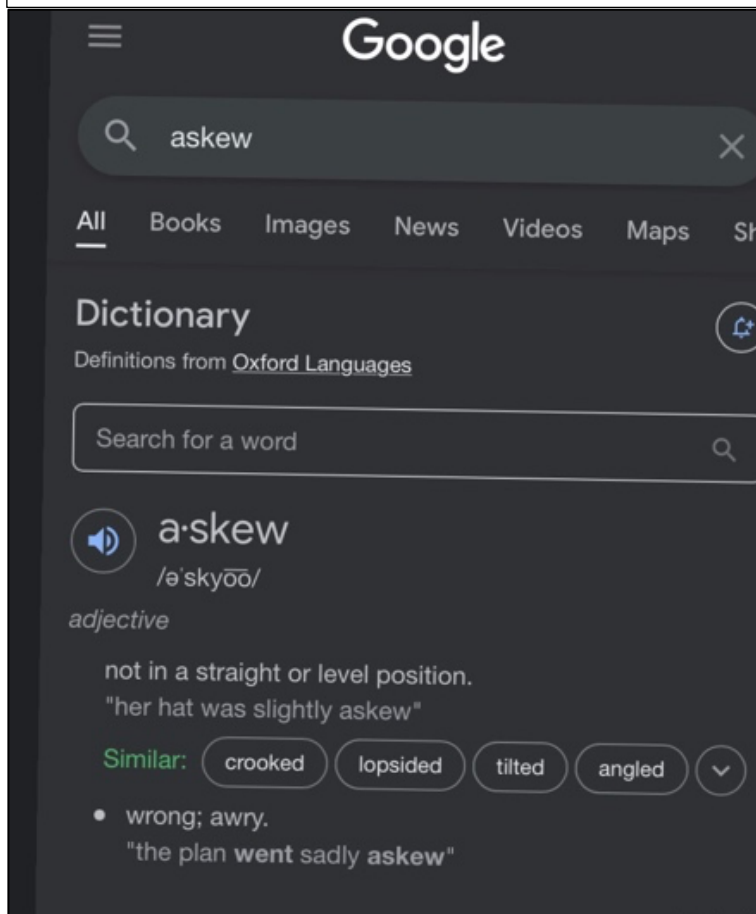 Google
askew
All Books Images News Videos Maps Sh
Dictionary
Definitions from Oxford Languages
Search for a word
a·skew
/əˈskyo͞o/
adjective
not in a straight or level position.
"her hat was slightly askew"
Similar: crooked lopsided tilted angled
wrong; awry.
"the plan went sadly askew"